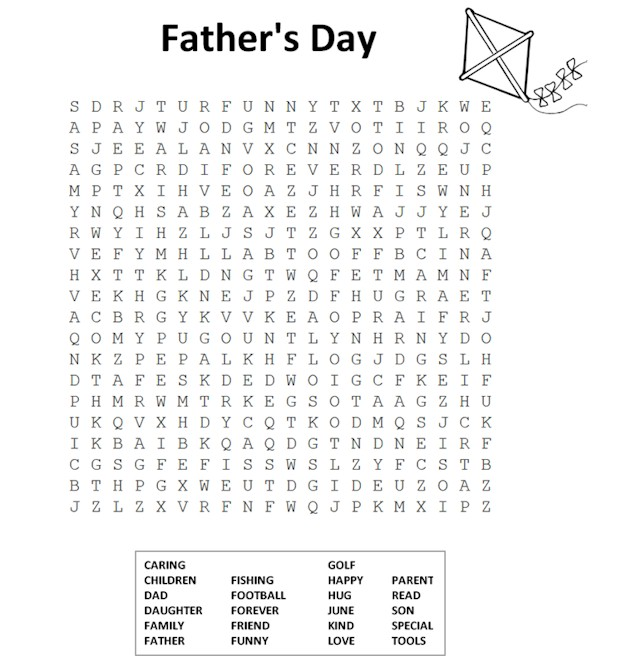 Father's Day
S D R J T U R F U N N Y T X T B J K W E
A P A Y W J O D G M T Z V O T I I R O Q
S J E E A L A N V X C N N Z O N Q Q J C
A G P C R D I F O R E V E R D L Z E U P
M P T X I H V E O A Z J H R F I S W N H
Y N Q H S A B Z A X E Z H W A J J Y E J
R W Y I H Z L J S J T Z G X X P T L R Q
V E F Y M H L L A B T O O F F B C I N A
H X T T K L D N G T W Q F E T M A M N F
V E K H G K N E J P Z D F H U G R A E T
A C B R G Y K V V K E A O P R A I F R J
Q O M Y P U G O U N T L Y N H R N Y D O
N K Z P E P A L K H F L O G J D G S L H
D T A F E S K D E D W O I G C F K E I F
P H M R W M T R K E G S O T A A G Z H U
U K Q V X H D Y C Q T K O D M Q S J C K
I K B A I B K Q A Q D G T N D N E I R F
C G S G F E F I S S W S L Z Y F C S T B
B T H P G X W E U T D G I D E U Z O A Z
J Z L Z X V R F N F W Q J P K M X I P Z
CARING GOLF
CHILDREN FISHING HAPPY PARENT
DAD FOOTBALL HUG READ
DAUGHTER FOREVER JUNE SON
FAMILY FRIEND KIND SPECIAL
FATHER FUNNY LOVE TOOLS